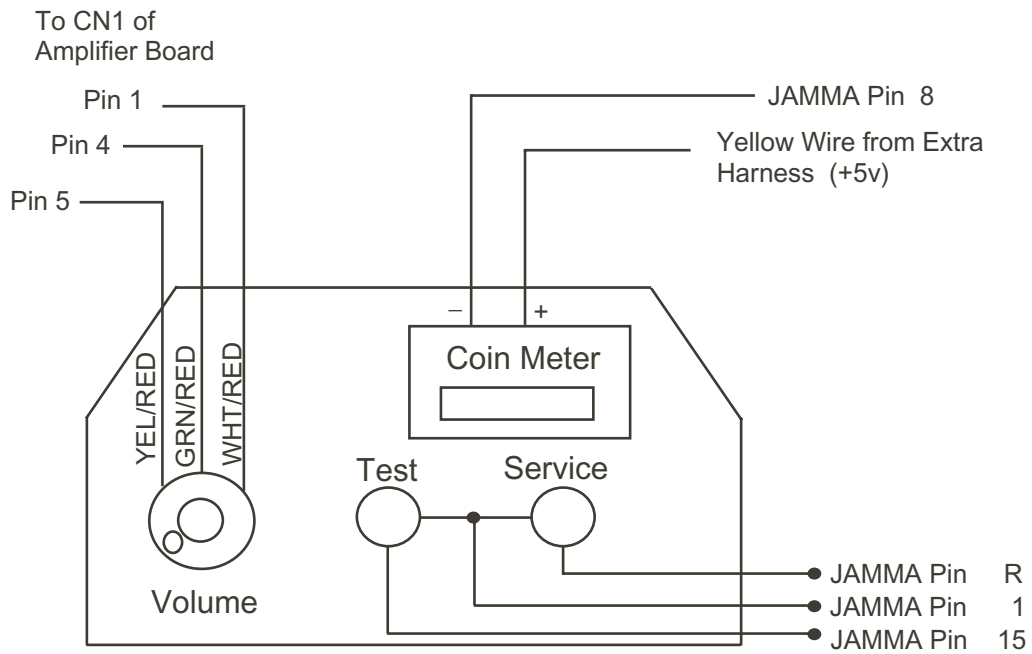 To CN1 of
Amplifier Board
Pin 1
Pin 4
Pin 5
JAMMA Pin 8
Yellow Wire from Extra
Harness (+5v)
– +
Coin Meter
YEL/RED
GRN/RED
WHT/RED
Test
Service
Volume
JAMMA Pin R
JAMMA Pin 1
JAMMA Pin 15